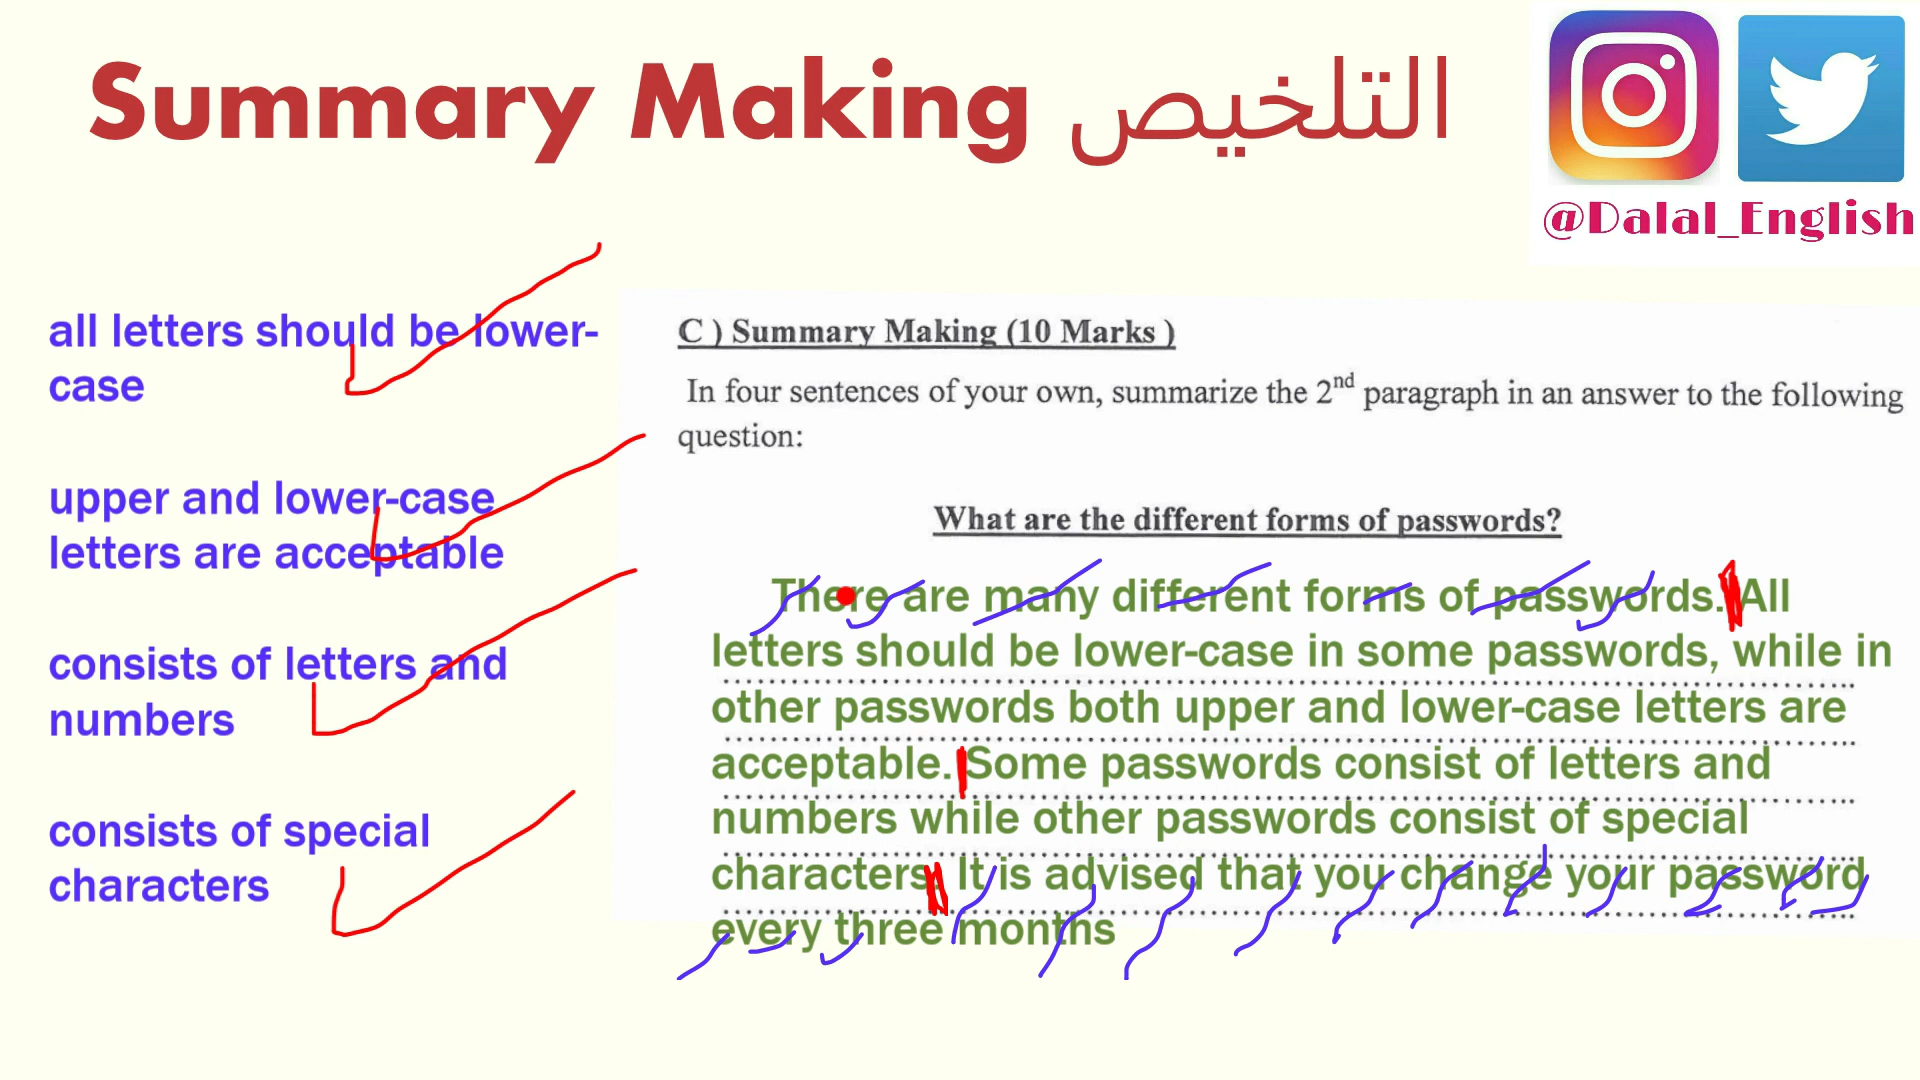 Summary Making التلخيص
@Dalal_English
all letters should be lower-
case
upper and lower-case
letters are acceptable
consists of letters and
numbers
consists of special
characters
C ) Summary Making (10 Marks )
In four sentences of your own, summarize the 2nd paragraph in an answer to the following
question:
What are the different forms of passwords?
There are many different forms of passwords. All
letters should be lower-case in some passwords, while in
other passwords both upper and lower-case letters are
acceptable. Some passwords consist of letters and
numbers while other passwords consist of special
characters. It is advised that you change your password
every three months